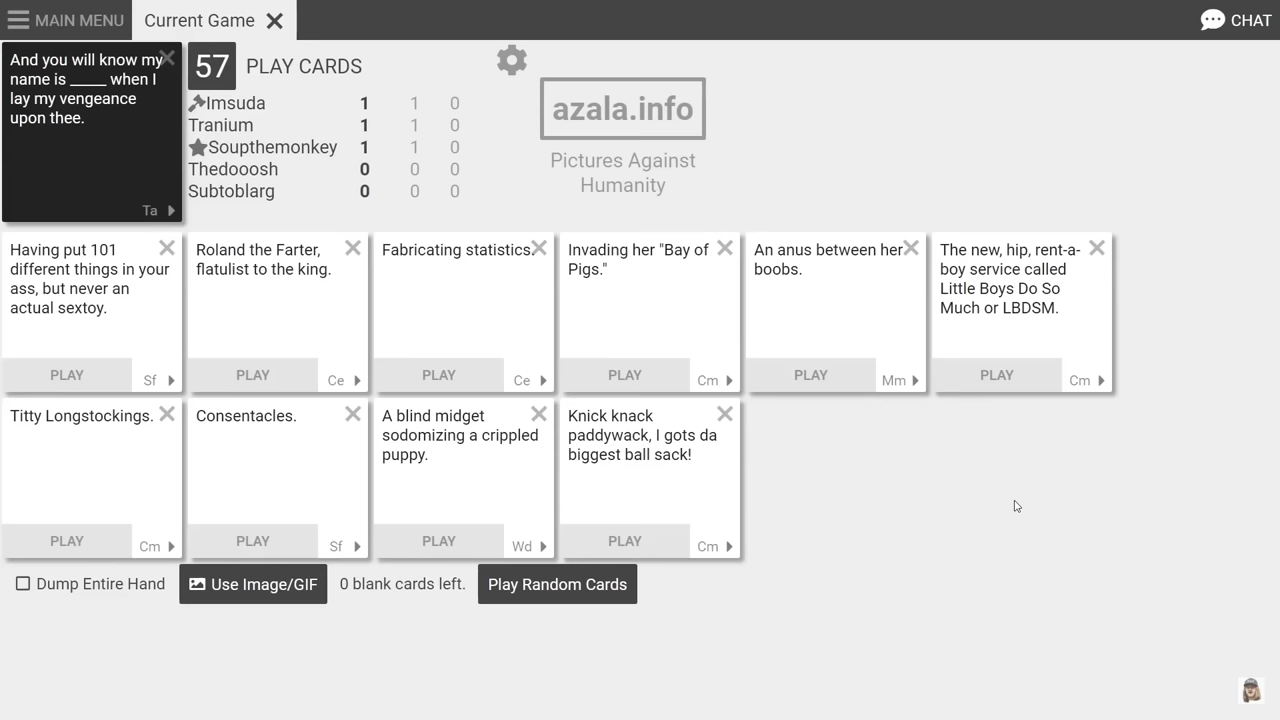 MAIN MENU
Current Game
CHAT
And you will know my
name is _____ when I
lay my vengeance
upon thee.
Ta
57
PLAY CARDS
Imsuda 1 1 0
Tranium 1 1 0
Soupthemonkey 1 1 0
Thedooosh 0 0 0
Subtoblarg 0 0 0
azala.info
Pictures Against
Humanity
Having put 101
different things in your
ass, but never an
actual sextoy.
PLAY
Sf
Roland the Farter,
flatulist to the king.
PLAY
Ce
Fabricating statistics.
PLAY
Ce
Invading her "Bay of
Pigs."
PLAY
Cm
An anus between her
boobs.
PLAY
Mm
The new, hip, rent-a-
boy service called
Little Boys Do So
Much or LBDSM.
PLAY
Cm
Titty Longstockings.
PLAY
Cm
Consentacles.
PLAY
Sf
A blind midget
sodomizing a crippled
puppy.
PLAY
Wd
Knick knack
paddywack, I gots da
biggest ball sack!
PLAY
Cm
Dump Entire Hand
Use Image/GIF
0 blank cards left.
Play Random Cards